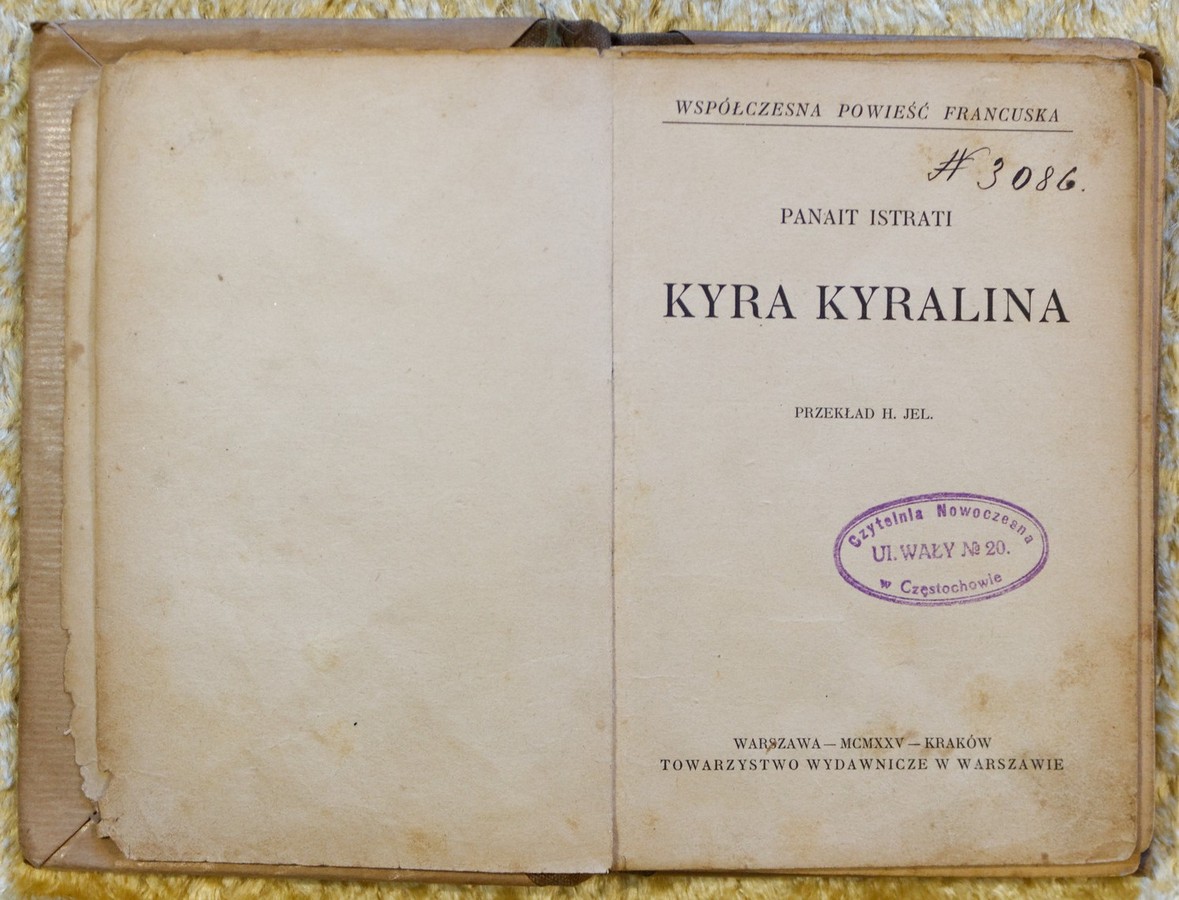 WSPÓŁCZESNA POWIEŚĆ FRANCUSKA
# 3086.
PANAIT ISTRATI
KYRA KYRALINA
PRZEKŁAD H. JEL.
Czytelnia Nowoczesna
Ul. WAŁY № 20.
w Częstochowie
WARSZAWA — MCMXXV — KRAKÓW
TOWARZYSTWO WYDAWNICZE W WARSZAWIE